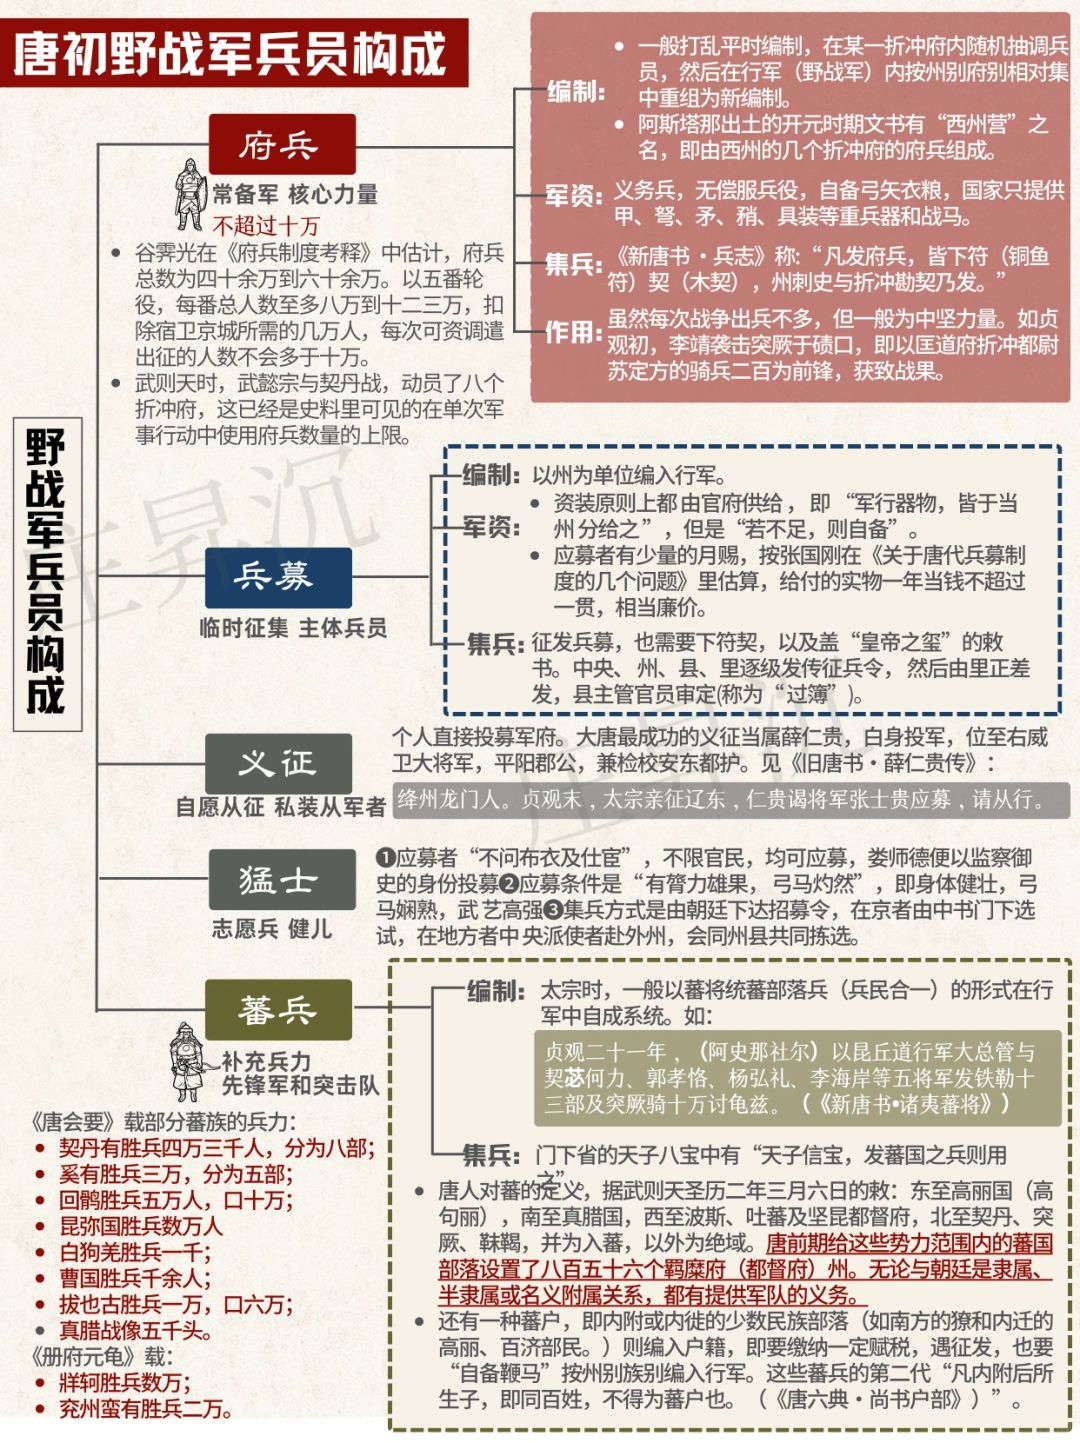 唐初野战军兵员构成
野战军兵员构成
府兵
常备军 核心力量
不超过十万
• 谷霁光在《府兵制度考释》中估计，府兵
总数为四十余万到六十余万。以五番轮
役，每番总人数至多八万到十二三万，扣
除宿卫京城所需的几万人，每次可资调遣
出征的人数不会多于十万。
• 武则天时，武懿宗与契丹战，动员了八个
折冲府，这已经是史料里可见的在单次军
事行动中使用府兵数量的上限。
编制:
• 一般打乱平时编制，在某一折冲府内随机抽调兵
员，然后在行军（野战军）内按州别府别相对集
中重组为新编制。
• 阿斯塔那出土的开元时期文书有“西州营”之
名，即由西州的几个折冲府的府兵组成。
军资:
义务兵，无偿服兵役，自备弓矢衣粮，国家只提供
甲、弩、矛、矟、具装等重兵器和战马。
集兵:
《新唐书·兵志》称:“凡发府兵，皆下符（铜鱼
符）契（木契），州刺史与折冲勘契乃发。”
作用:
虽然每次战争出兵不多，但一般为中坚力量。如贞
观初，李靖袭击突厥于碛口，即以匡道府折冲都尉
苏定方的骑兵二百为前锋，获致战果。
兵募
临时征集 主体兵员
编制: 以州为单位编入行军。
军资:
• 资装原则上都 由官府供给 ，即 “军行器物，皆于当
州 分给之 ”，但是“若不足，则自备” 。
• 应募者有少量的月赐，按张国刚在《关于唐代兵募制
度的几个问题》里估算，给付的实物一年当钱不超过
一贯，相当廉价。
集兵: 征发兵募，也需要下符契，以及盖“皇帝之玺”的敕
书。中央、 州、县、里逐级发传征兵令， 然后由里正差
发，县主管官员审定(称为 “过簿” )。
义征
自愿从征 私装从军者
个人直接投募军府。大唐最成功的义征当属薛仁贵，白身投军，位至右威
卫大将军，平阳郡公，兼检校安东都护。见《旧唐书·薛仁贵传》:
绛州龙门人。贞观末，太宗亲征辽东，仁贵谒将军张士贵应募，请从行。
猛士
志愿兵 健儿
❶应募者“不问布衣及仕宦”，不限官民，均可应募，娄师德便以监察御
史的身份投募❷应募条件是“有膂力雄果， 弓马灼然”，即身体健壮，弓
马娴熟，武 艺高强❸集兵方式是由朝廷下达招募令，在京者由中书门下选
试，在地方者中 央派使者赴外州，会同州县共同拣选。
蕃兵
补充兵力
先锋军和突击队
编制: 太宗时，一般以蕃将统蕃部落兵（兵民合一）的形式在行
军中自成系统。如:
贞观二十一年，（阿史那社尔）以昆丘道行军大总管与
契苾何力、郭孝恪、杨弘礼、李海岸等五将军发铁勒十
三部及突厥骑十万讨龟兹。（《新唐书•诸夷蕃将》）
集兵: 门下省的天子八宝中有“天子信宝，发蕃国之兵则用
之”。
• 唐人对蕃的定义，据武则天圣历二年三月六日的敕：东至高丽国（高
句丽），南至真腊国，西至波斯、吐蕃及坚昆都督府，北至契丹、突
厥、靺鞨，并为入蕃，以外为绝域。唐前期给这些势力范围内的蕃国
部落设置了八百五十六个羁縻府（都督府）州。无论与朝廷是隶属、
半隶属或名义附属关系，都有提供军队的义务。
• 还有一种蕃户，即内附或内徙的少数民族部落（如南方的獠和内迁的
高丽、百济部民。）则编入户籍，即要缴纳一定赋税，遇征发，也要
“自备鞭马”按州别族别编入行军。这些蕃兵的第二代“凡内附后所
生子，即同百姓，不得为蕃户也。（《唐六典·尚书户部》）”。
《唐会要》载部分蕃族的兵力:
• 契丹有胜兵四万三千人，分为八部；
• 奚有胜兵三万，分为五部；
• 回鹘胜兵五万人，口十万；
• 昆弥国胜兵数万人
• 白狗羌胜兵一千；
• 曹国胜兵千余人；
• 拔也古胜兵一万，口六万；
• 真腊战像五千头。
《册府元龟》载:
• 牂轲胜兵数万；
• 兖州蛮有胜兵二万。
庄昇沉
庄昇沉